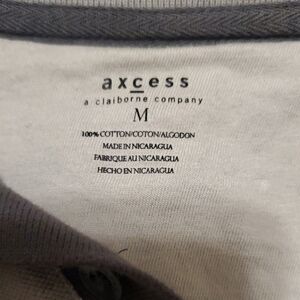 axcess
a claiborne company
M
100% COTTON/COTON/ALGODON
MADE IN NICARAGUA
FABRIQUE AU NICARAGUA
HECHO EN NICARAGUA